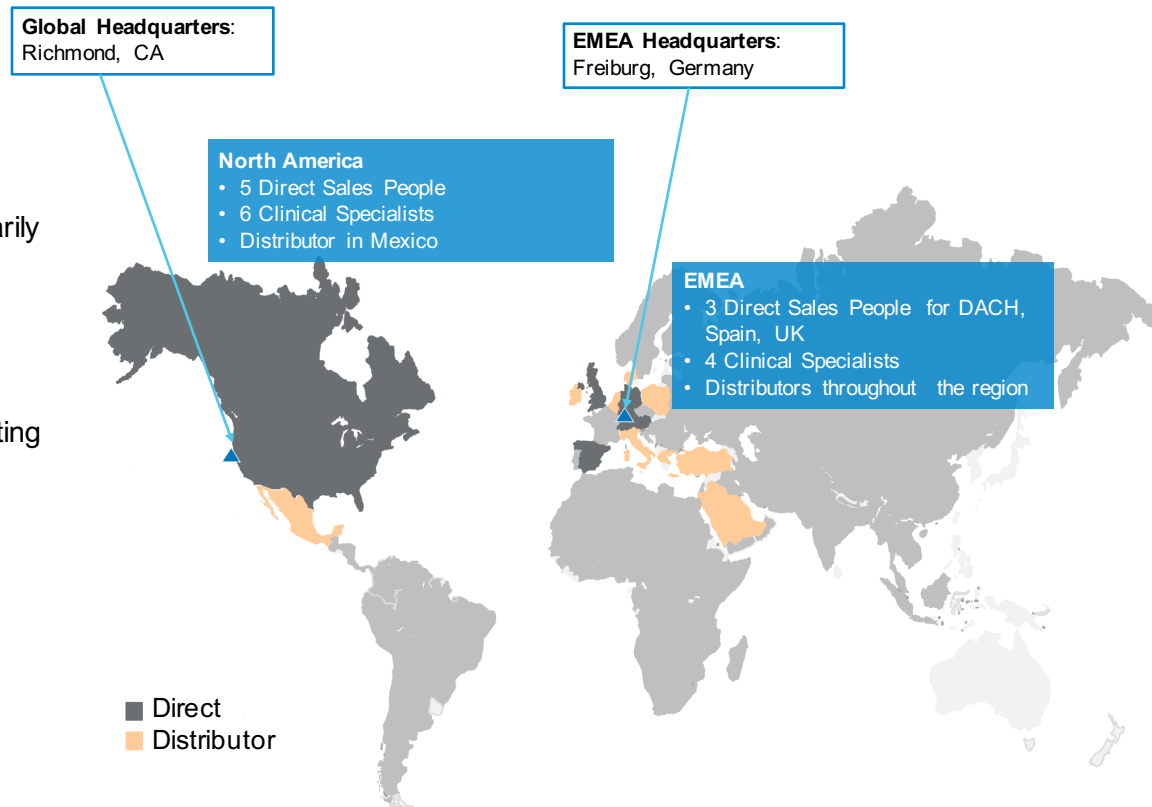 Global Headquarters:
Richmond, CA
EMEA Headquarters:
Freiburg, Germany
North America
• 5 Direct Sales People
• 6 Clinical Specialists
• Distributor in Mexico
arily
EMEA
• 3 Direct Sales People for DACH,
Spain, UK
• 4 Clinical Specialists
• Distributors throughout the region
ting
Direct
Distributor